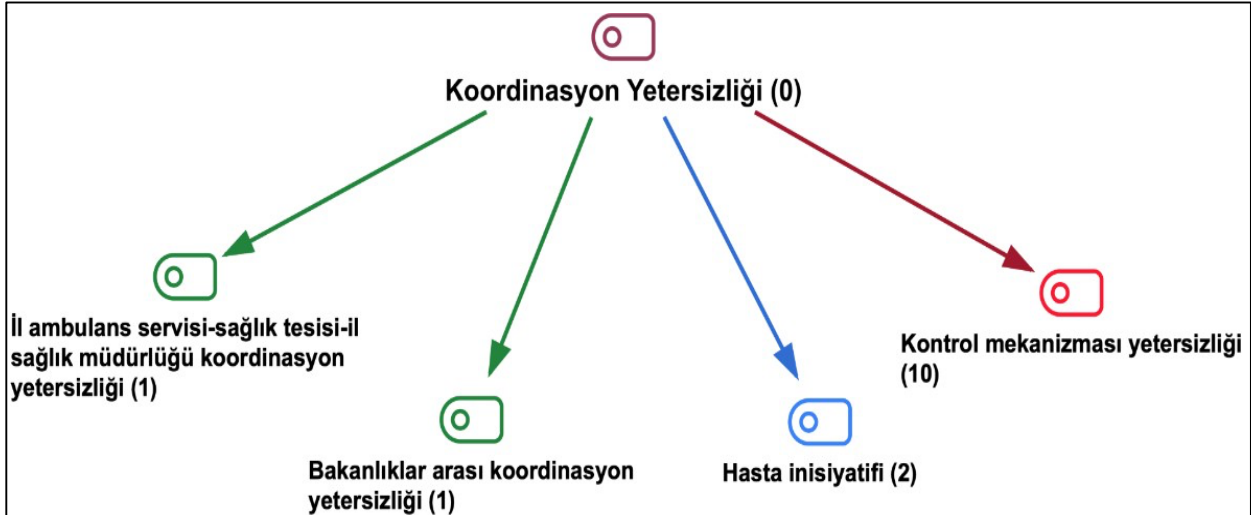 Koordinasyon Yetersizliği (0)
İl ambulans servisi-sağlık tesisi-il
sağlık müdürlüğü koordinasyon
yetersizliği (1)
Bakanlıklar arası koordinasyon
yetersizliği (1)
Hasta inisiyatifi (2)
Kontrol mekanizması yetersizliği
(10)